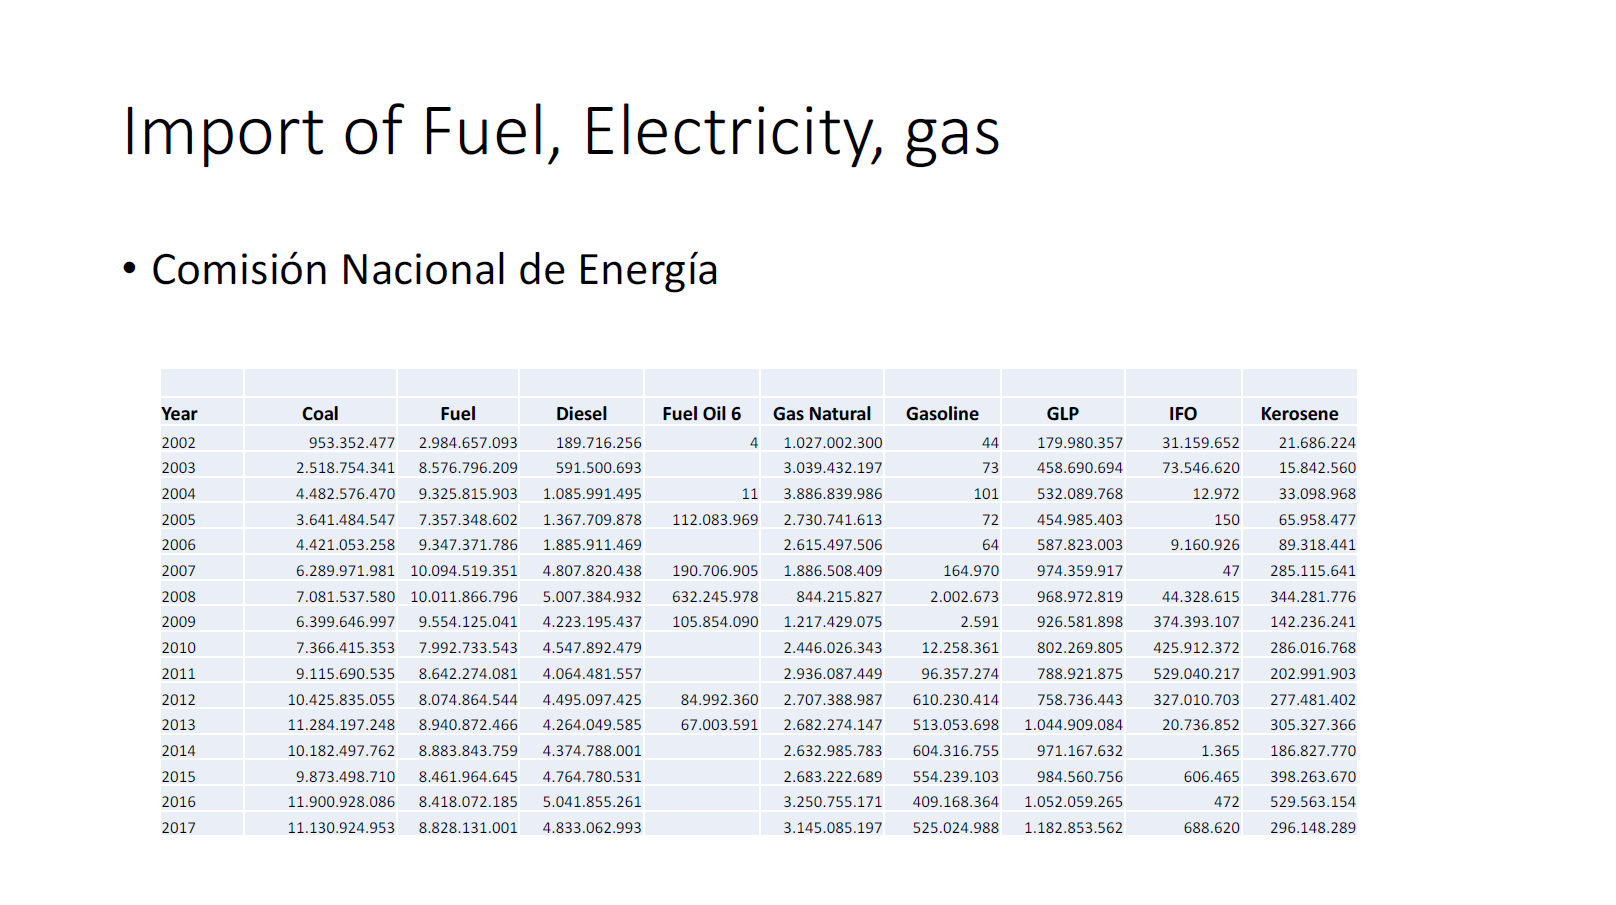 Import of Fuel, Electricity, gas
• Comisión Nacional de Energía
Year Coal Fuel Diesel Fuel Oil 6 Gas Natural Gasoline GLP IFO Kerosene
2002 953.352.477 2.984.657.093 189.716.256 4 1.027.002.300 44 179.980.357 31.159.652 21.686.224
2003 2.518.754.341 8.576.796.209 591.500.693 3.039.432.197 73 458.690.694 73.546.620 15.842.560
2004 4.482.576.470 9.325.815.903 1.085.991.495 11 3.886.839.986 101 532.089.768 12.972 33.098.968
2005 3.641.484.547 7.357.348.602 1.367.709.878 112.083.969 2.730.741.613 72 454.985.403 150 65.958.477
2006 4.421.053.258 9.347.371.786 1.885.911.469 2.615.497.506 64 587.823.003 9.160.926 89.318.441
2007 6.289.971.981 10.094.519.351 4.807.820.438 190.706.905 1.886.508.409 164.970 974.359.917 47 285.115.641
2008 7.081.537.580 10.011.866.796 5.007.384.932 632.245.978 844.215.827 2.002.673 968.972.819 44.328.615 344.281.776
2009 6.399.646.997 9.554.125.041 4.223.195.437 105.854.090 1.217.429.075 2.591 926.581.898 374.393.107 142.236.241
2010 7.366.415.353 7.992.733.543 4.547.892.479 2.446.026.343 12.258.361 802.269.805 425.912.372 286.016.768
2011 9.115.690.535 8.642.274.081 4.064.481.557 2.936.087.449 96.357.274 788.921.875 529.040.217 202.991.903
2012 10.425.835.055 8.074.864.544 4.495.097.425 84.992.360 2.707.388.987 610.230.414 758.736.443 327.010.703 277.481.402
2013 11.284.197.248 8.940.872.466 4.264.049.585 67.003.591 2.682.274.147 513.053.698 1.044.909.084 20.736.852 305.327.366
2014 10.182.497.762 8.883.843.759 4.374.788.001 2.632.985.783 604.316.755 971.167.632 1.365 186.827.770
2015 9.873.498.710 8.461.964.645 4.764.780.531 2.683.222.689 554.239.103 984.560.756 606.465 398.263.670
2016 11.900.928.086 8.418.072.185 5.041.855.261 3.250.755.171 409.168.364 1.052.059.265 472 529.563.154
2017 11.130.924.953 8.828.131.001 4.833.062.993 3.145.085.197 525.024.988 1.182.853.562 688.620 296.148.289